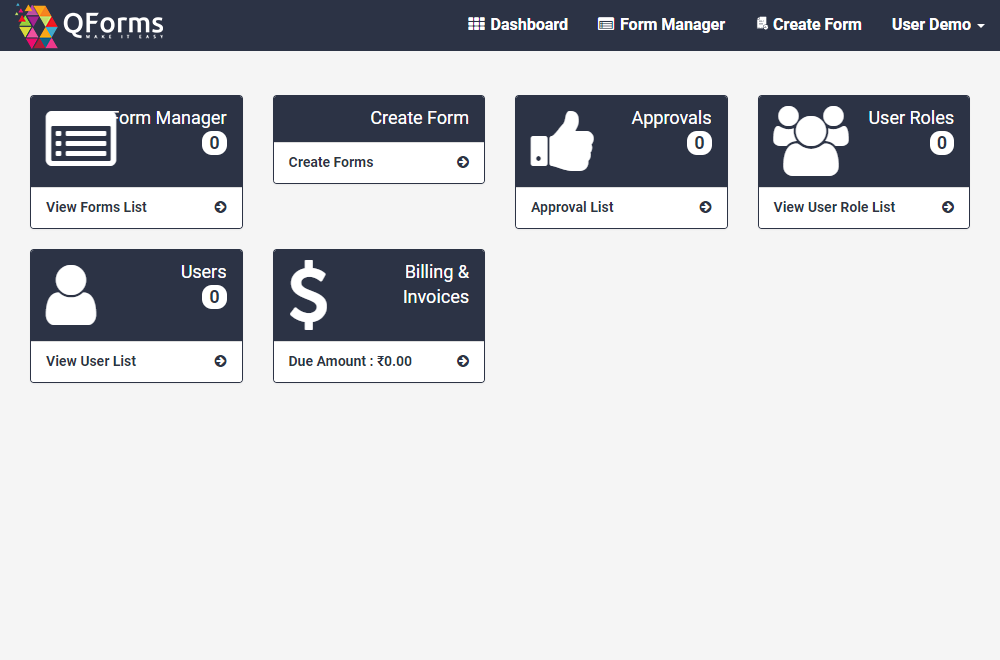 QForms
MAKE IT EASY
Dashboard
Form Manager
Create Form
User Demo
Form Manager
0
View Forms List
Create Form
Create Forms
Approvals
0
Approval List
User Roles
0
View User Role List
Users
0
View User List
Billing &
Invoices
Due Amount : ₹0.00